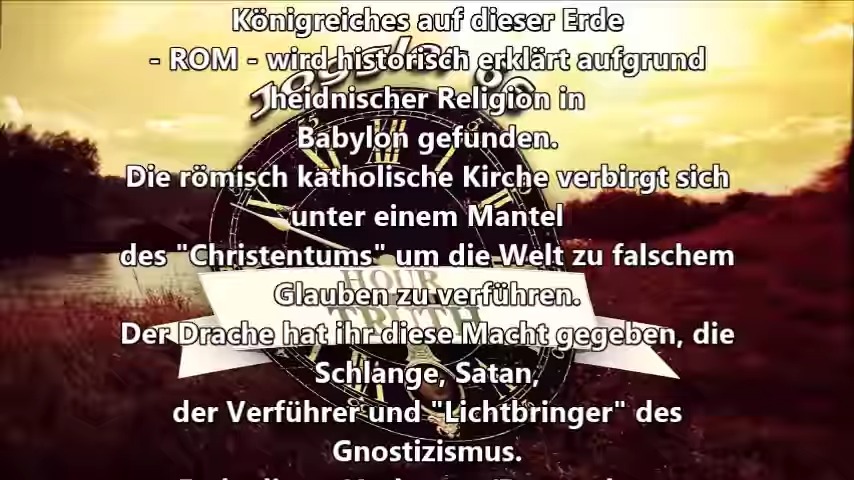 Königreiches auf dieser Erde
- ROM - wird historisch erklärt aufgrund
heidnischer Religion in
Babylon gefunden.
Die römisch katholische Kirche verbirgt sich
unter einem Mantel
des "Christentums" um die Welt zu falschem
Glauben zu verführen.
Der Drache hat ihr diese Macht gegeben, die
Schlange, Satan,
der Verführer und "Lichtbringer" des
Gnostizismus.
HOUR
TRUTH